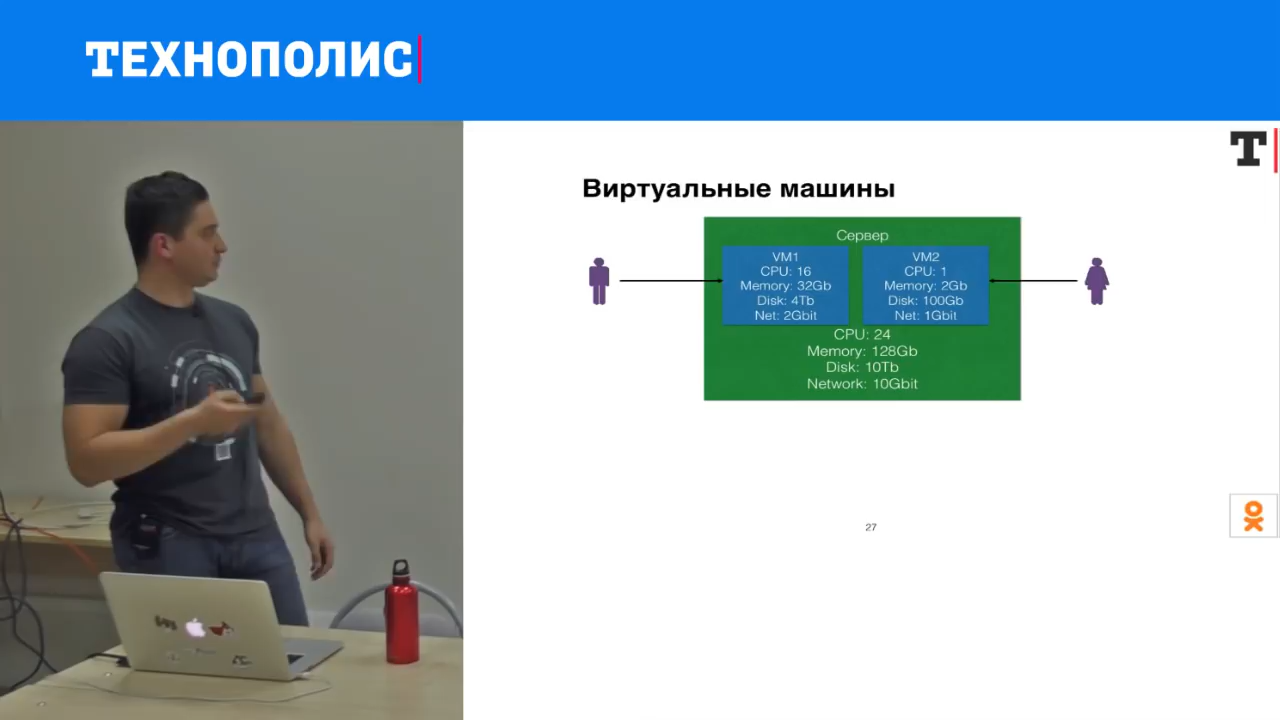 ТЕХНОПОЛИС
Т
Виртуальные машины
Сервер
VM1
CPU: 16
Memory: 32Gb
Disk: 4Tb
Net: 2Gbit
VM2
CPU: 1
Memory: 2Gb
Disk: 100Gb
Net: 1Gbit
CPU: 24
Memory: 128Gb
Disk: 10Tb
Network: 10Gbit
27